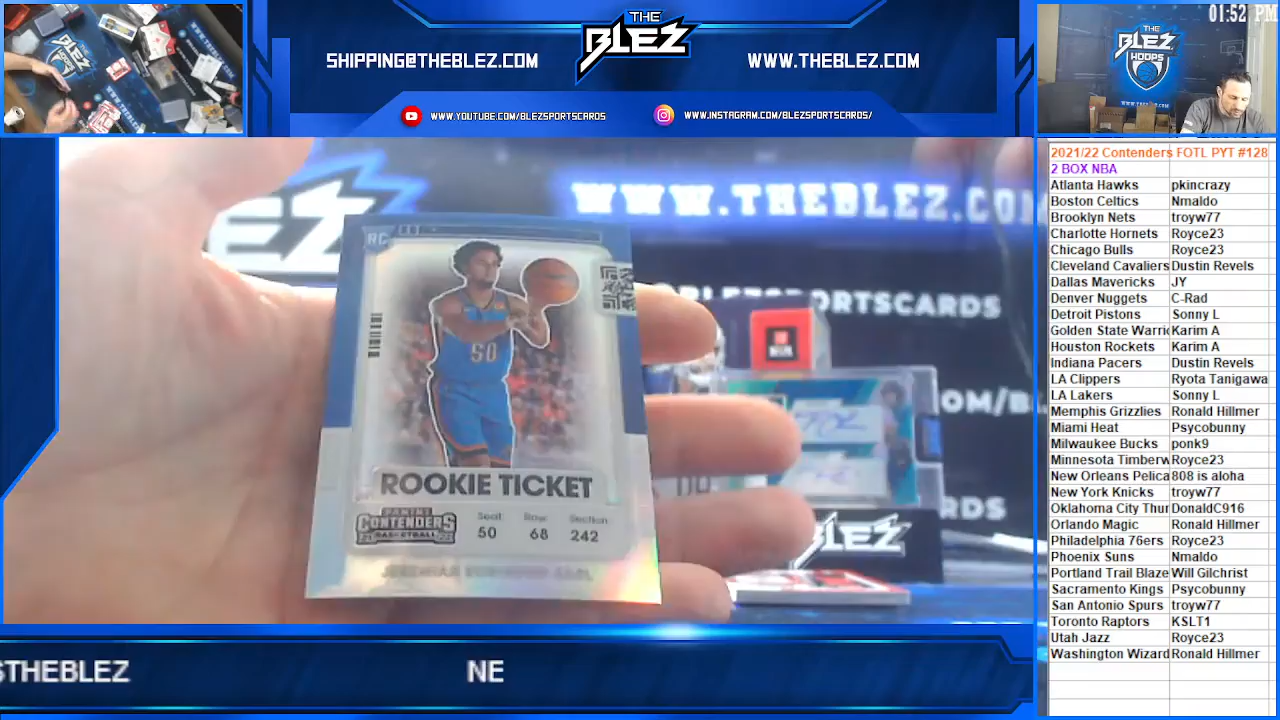 01:52 PM
THE
BLEZ
SHIPPING@THEBLEZ.COM
WWW.THEBLEZ.COM
WWW.YOUTUBE.COM/BLEZSPORTSCARDS
WWW.INSTAGRAM.COM/BLEZSPORTSCARDS/
THE
BLEZ
HOOPS
WWW.THEBLEZ.CO
RC
50
ROOKIE TICKET
PANINI
CONTENDERS
BASKETBALL
Seat Row Section
50 68 242
JEREMIAH ROBINSON-EARL
BLEZ
STHEBLEZ NE
2021/22 Contenders FOTL PYT #128
2 BOX NBA
Atlanta Hawks pkincrazy
Boston Celtics Nmaldo
Brooklyn Nets troyw77
Charlotte Hornets Royce23
Chicago Bulls Royce23
Cleveland Cavaliers Dustin Revels
Dallas Mavericks JY
Denver Nuggets C-Rad
Detroit Pistons Sonny L
Golden State Warri Karim A
Houston Rockets Karim A
Indiana Pacers Dustin Revels
LA Clippers Ryota Tanigawa
LA Lakers Sonny L
Memphis Grizzlies Ronald Hillmer
Miami Heat Psycobunny
Milwaukee Bucks ponk9
Minnesota Timberw Royce23
New Orleans Pelica 808 is aloha
New York Knicks troyw77
Oklahoma City Thun DonaldC916
Orlando Magic Ronald Hillmer
Philadelphia 76ers Royce23
Phoenix Suns Nmaldo
Portland Trail Blaze Will Gilchrist
Sacramento Kings Psycobunny
San Antonio Spurs troyw77
Toronto Raptors KSLT1
Utah Jazz Royce23
Washington Wizard Ronald Hillmer